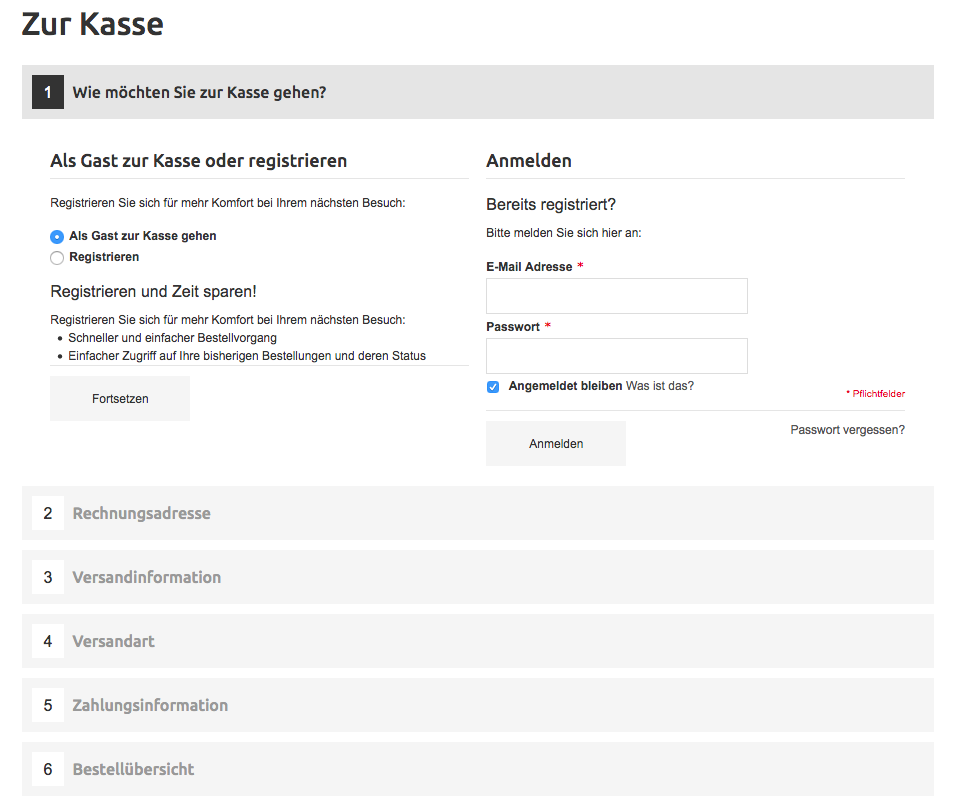 Zur Kasse
1 Wie möchten Sie zur Kasse gehen?
Als Gast zur Kasse oder registrieren
Registrieren Sie sich für mehr Komfort bei Ihrem nächsten Besuch:
Als Gast zur Kasse gehen
Registrieren
Registrieren und Zeit sparen!
Registrieren Sie sich für mehr Komfort bei Ihrem nächsten Besuch:
• Schneller und einfacher Bestellvorgang
• Einfacher Zugriff auf Ihre bisherigen Bestellungen und deren Status
Fortsetzen
Anmelden
Bereits registriert?
Bitte melden Sie sich hier an:
E-Mail Adresse *
Passwort *
Angemeldet bleiben Was ist das?
* Pflichtfelder
Anmelden
Passwort vergessen?
2 Rechnungsadresse
3 Versandinformation
4 Versandart
5 Zahlungsinformation
6 Bestellübersicht